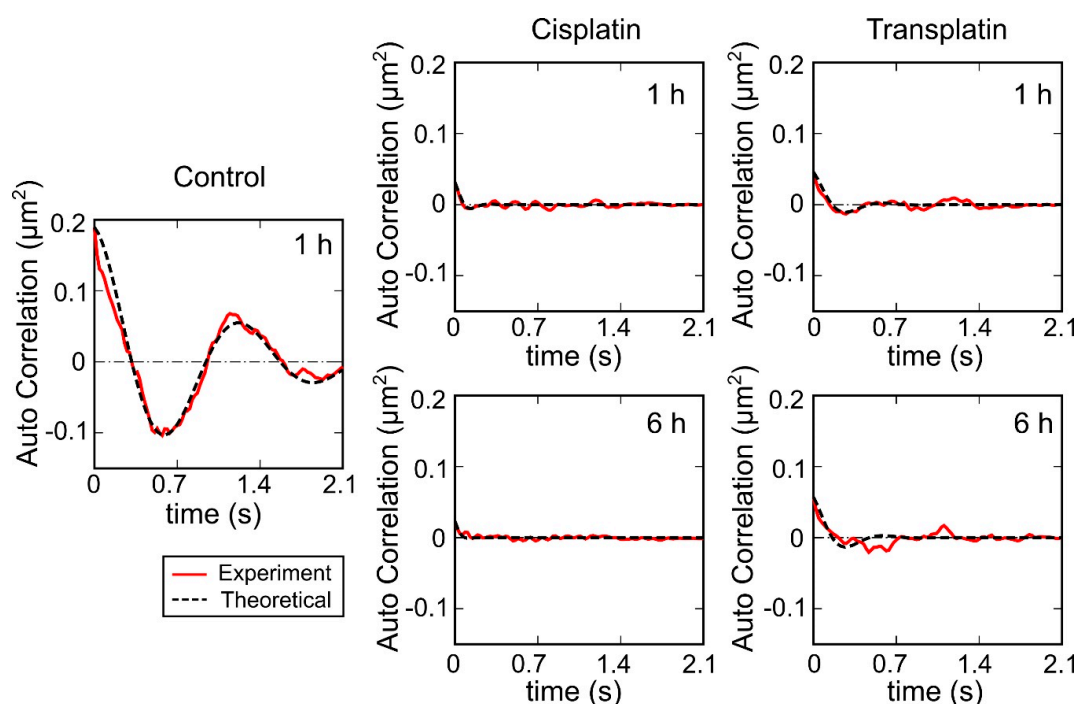 Control
Auto Correlation (µm²)
0.2
0.1
0
-0.1
1 h
0
0.7
1.4
2.1
time (s)
Experiment
Theoretical
Cisplatin
Auto Correlation (µm²)
0.2
0.1
0
-0.1
1 h
0
0.7
1.4
2.1
time (s)
Transplatin
Auto Correlation (µm²)
0.2
0.1
0
-0.1
1 h
0
0.7
1.4
2.1
time (s)
Auto Correlation (µm²)
0.2
0.1
0
-0.1
6 h
0
0.7
1.4
2.1
time (s)
Auto Correlation (µm²)
0.2
0.1
0
-0.1
6 h
0
0.7
1.4
2.1
time (s)